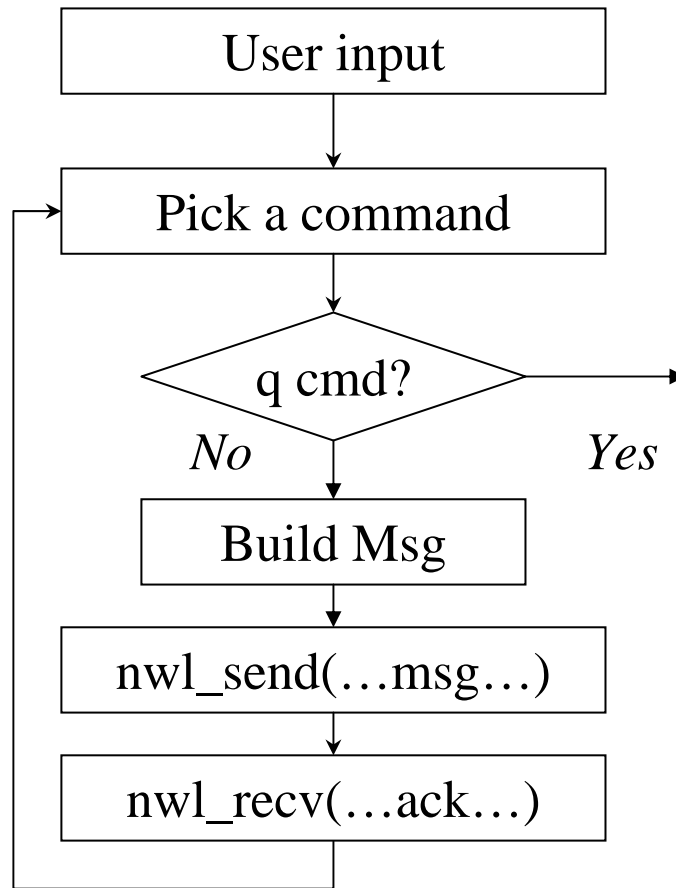 User input
Pick a command
q cmd?
No
Yes
Build Msg
nwl_send(…msg…)
nwl_recv(…ack…)